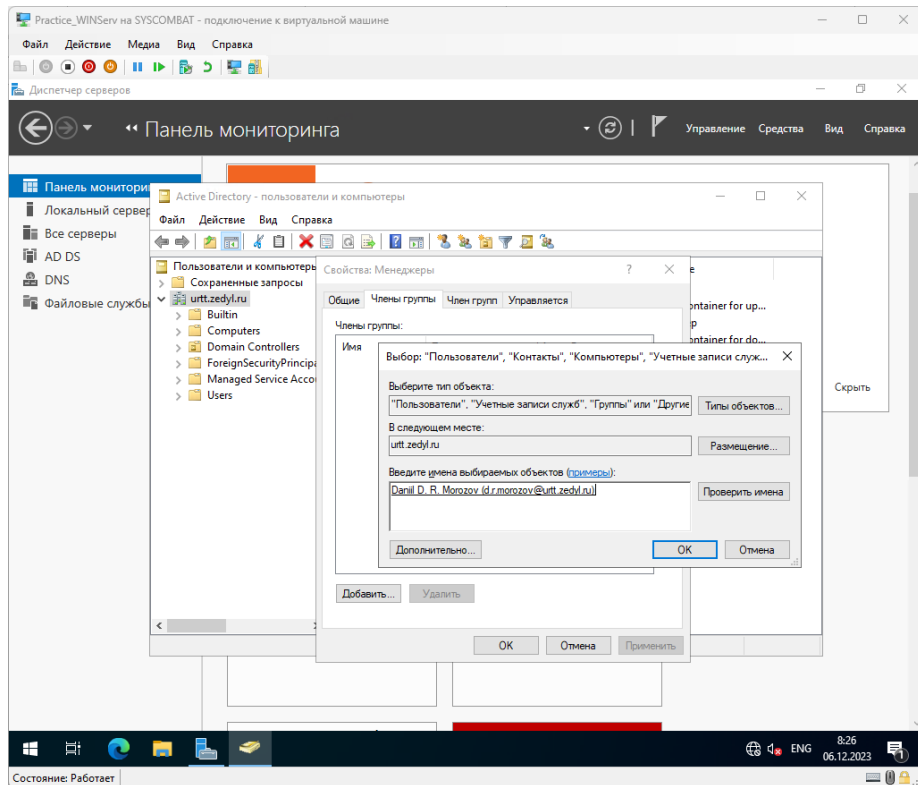 Practice_WINServ на SYSCOMBAT - подключение к виртуальной машине
Файл Действие Медиа Вид Справка
Диспетчер серверов
Панель мониторинга
Управление Средства Вид Справка
Панель монитори
Локальный сервер
Все серверы
AD DS
DNS
Файловые службы
Active Directory - пользователи и компьютеры
Файл Действие Вид Справка
Пользователи и компьютеры
Сохраненные запросы
urtt.zedyl.ru
Builtin
Computers
Domain Controllers
ForeignSecurityPrincipa
Managed Service Acco
Users
Свойства: Менеджеры
Общие Члены группы Член групп Управляется
Члены группы:
Имя
ontainer for up...
ontainer for do...
Выбор: "Пользователи", "Контакты", "Компьютеры", "Учетные записи служ...
Выберите тип объекта:
"Пользователи", "Учетные записи служб", "Группы" или "Другие
Типы объектов...
В следующем месте:
urtt.zedyl.ru
Размещение...
Введите имена выбираемых объектов (примеры):
Daniil D. R. Morozov (d.r.morozov@urtt.zedyl.ru)
Проверить имена
Дополнительно...
OK Отмена
Скрыть
Добавить... Удалить
OK Отмена Применить
ENG
8:26
06.12.2023
1
Состояние: Работает